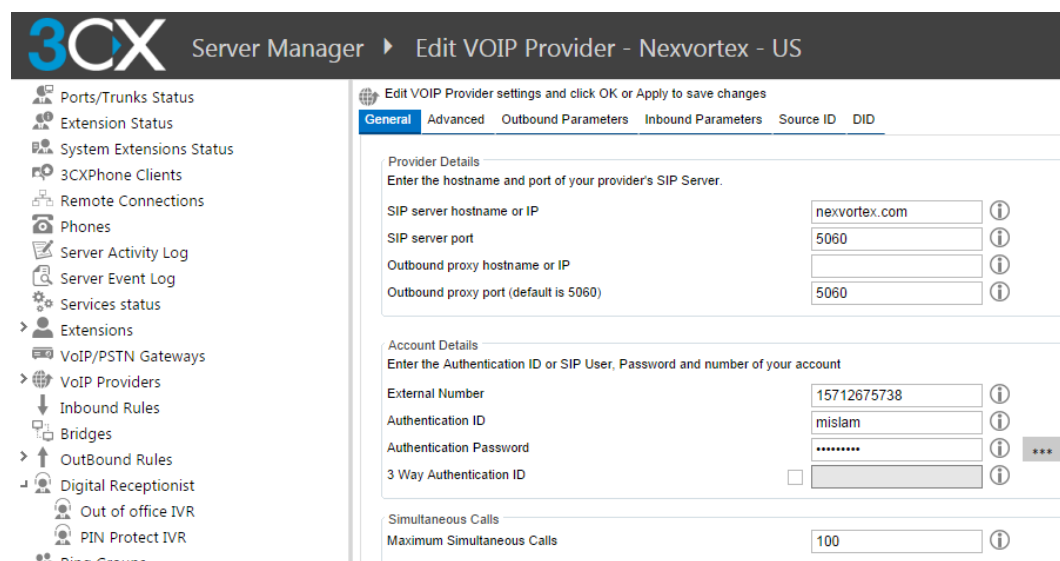 3CX Server Manager Edit VOIP Provider - Nexvortex - US
Ports/Trunks Status
Extension Status
System Extensions Status
3CXPhone Clients
Remote Connections
Phones
Server Activity Log
Server Event Log
Services status
Extensions
VoIP/PSTN Gateways
VoIP Providers
Inbound Rules
Bridges
OutBound Rules
Digital Receptionist
Out of office IVR
PIN Protect IVR
Ring Groups
Edit VOIP Provider settings and click OK or Apply to save changes
General Advanced Outbound Parameters Inbound Parameters Source ID DID
Provider Details
Enter the hostname and port of your provider's SIP Server.
SIP server hostname or IP nexvortex.com
SIP server port 5060
Outbound proxy hostname or IP
Outbound proxy port (default is 5060) 5060
Account Details
Enter the Authentication ID or SIP User, Password and number of your account
External Number 15712675738
Authentication ID mislam
Authentication Password ••••••••• ***
3 Way Authentication ID
Simultaneous Calls
Maximum Simultaneous Calls 100